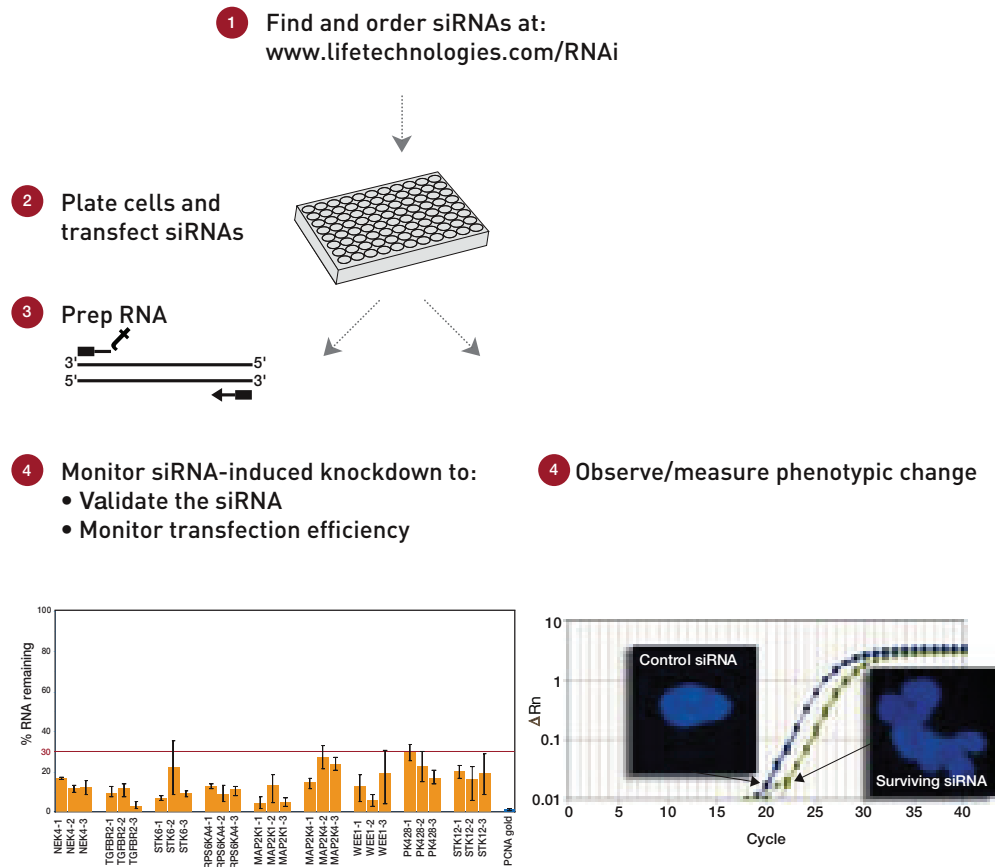 1 Find and order siRNAs at:
www.lifetechnologies.com/RNAi
2 Plate cells and
transfect siRNAs
3 Prep RNA
3' 5'
5' 3'
4 Monitor siRNA-induced knockdown to:
• Validate the siRNA
• Monitor transfection efficiency
% RNA remaining
100
80
60
40
30
20
0
NEK4-1
NEK4-2
NEK4-3
TGFBR2-1
TGFBR2-2
TGFBR2-3
STK6-1
STK6-2
STK6-3
RPS6KA4-1
RPS6KA4-2
RPS6KA4-3
MAP2K1-1
MAP2K1-2
MAP2K1-3
MAP2K4-1
MAP2K4-2
MAP2K4-3
WEE1-1
WEE1-2
WEE1-3
PK428-1
PK428-2
PK428-3
STK12-1
STK12-2
STK12-3
PCNA gold
4 Observe/measure phenotypic change
ΔRn
10
1
0.1
0.01
Control siRNA
Surviving siRNA
0 5 10 15 20 25 30 35 40
Cycle